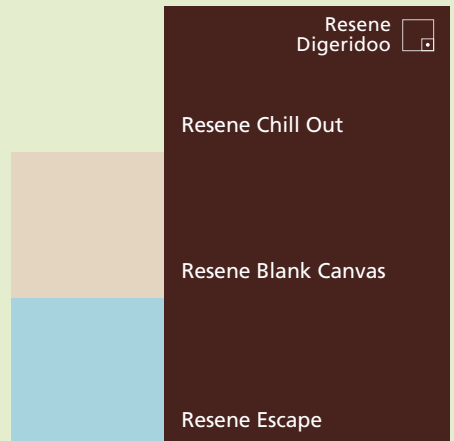 Resene
Digeridoo
Resene Chill Out
Resene Blank Canvas
Resene Escape